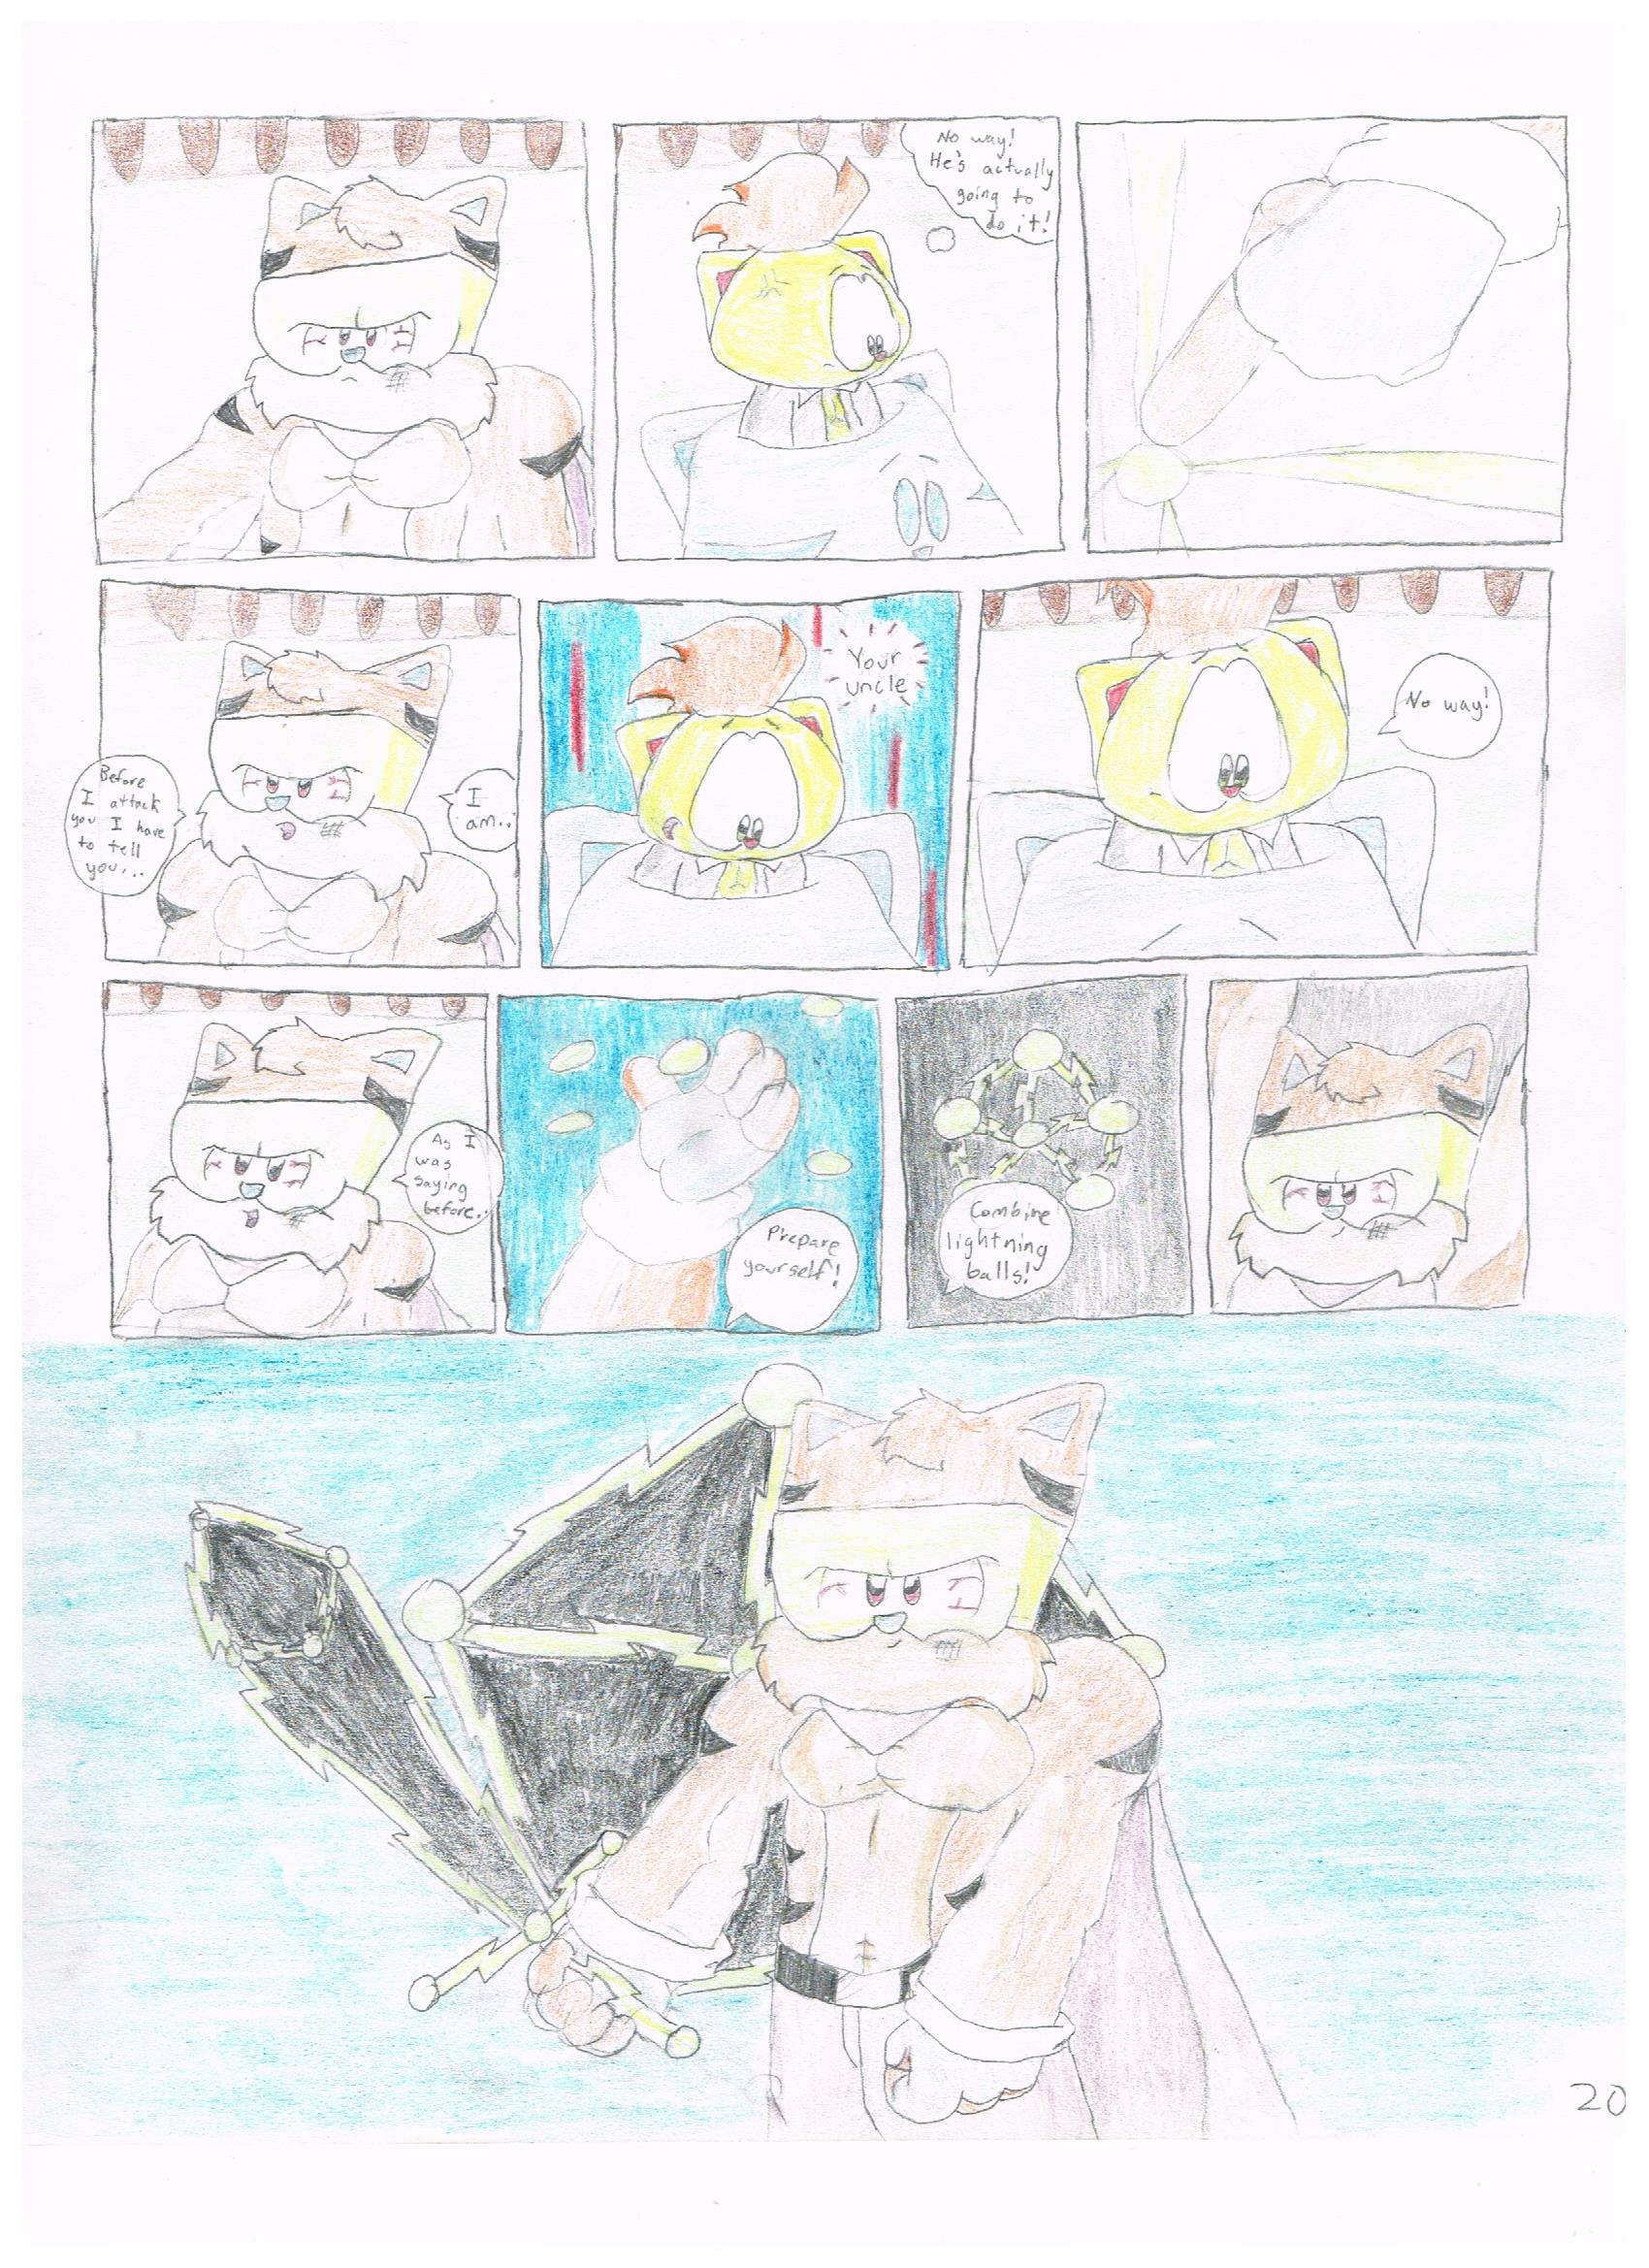 No way!
He's actually
going to
do it!
Before
I attack
you I have
to tell
you...
I
am..
Your
uncle
No way!
As I
was
saying
before..
Prepare
yourself!
Combine
lightning
balls!
20